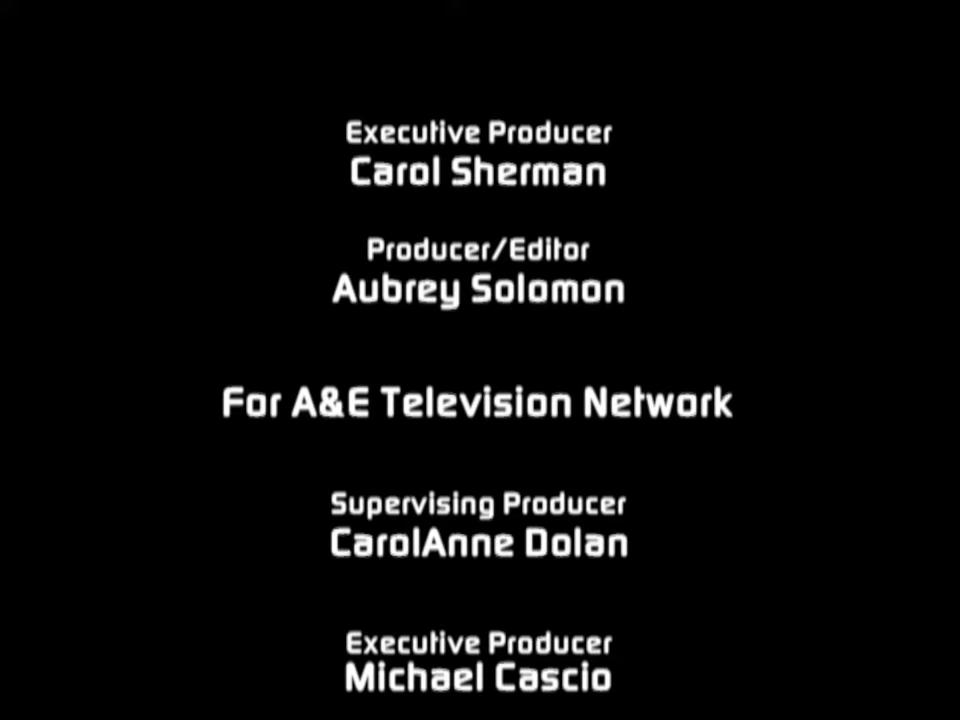 Executive Producer
Carol Sherman
Producer/Editor
Aubrey Solomon
For A&E Television Network
Supervising Producer
CarolAnne Dolan
Executive Producer
Michael Cascio